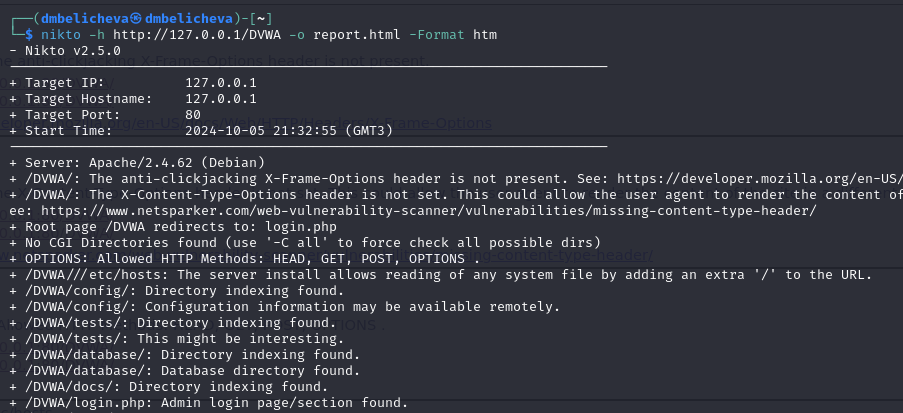 ┌──(dmbelicheva㉿dmbelicheva)-[~]
└─$ nikto -h http://127.0.0.1/DVWA -o report.html -Format htm
- Nikto v2.5.0
+ Target IP:          127.0.0.1
+ Target Hostname:    127.0.0.1
+ Target Port:        80
+ Start Time:         2024-10-05 21:32:55 (GMT3)
+ Server: Apache/2.4.62 (Debian)
+ /DVWA/: The anti-clickjacking X-Frame-Options header is not present. See: https://developer.mozilla.org/en-US/
+ /DVWA/: The X-Content-Type-Options header is not set. This could allow the user agent to render the content of
ee: https://www.netsparker.com/web-vulnerability-scanner/vulnerabilities/missing-content-type-header/
+ Root page /DVWA redirects to: login.php
+ No CGI Directories found (use '-C all' to force check all possible dirs)
+ OPTIONS: Allowed HTTP Methods: HEAD, GET, POST, OPTIONS .
+ /DVWA///etc/hosts: The server install allows reading of any system file by adding an extra '/' to the URL.
+ /DVWA/config/: Directory indexing found.
+ /DVWA/config/: Configuration information may be available remotely.
+ /DVWA/tests/: Directory indexing found.
+ /DVWA/tests/: This might be interesting.
+ /DVWA/database/: Directory indexing found.
+ /DVWA/database/: Database directory found.
+ /DVWA/docs/: Directory indexing found.
+ /DVWA/login.php: Admin login page/section found.